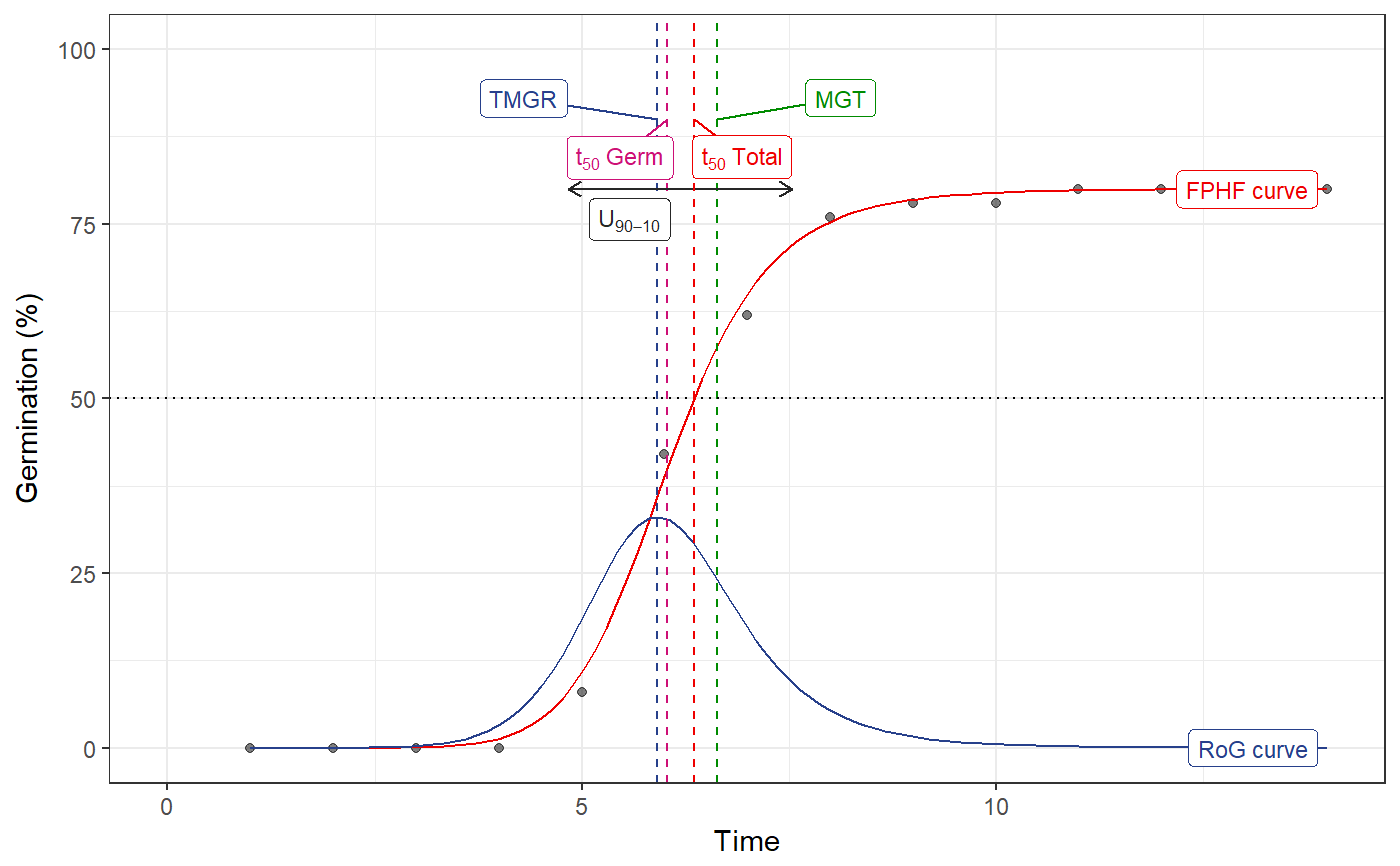 100
TMGR
MGT
t50 Germ
t50 Total
FPHF curve
U90−10
75
50
25
0
RoG curve
0
5
10
Time
Germination (%)